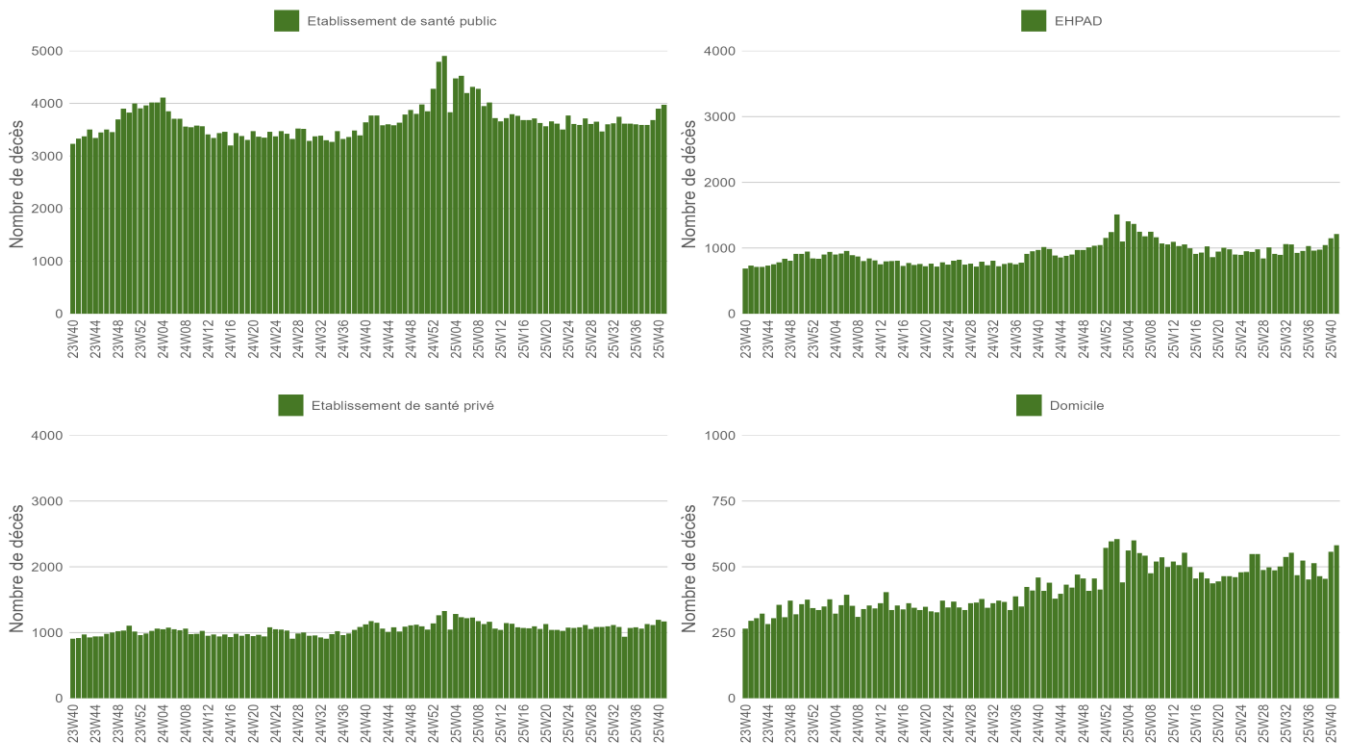 Etablissement de santé public
Nombre de décès
5000
4000
3000
2000
1000
0
23W40 23W44 23W48 23W52 24W04 24W08 24W12 24W16 24W20 24W24 24W28 24W32 24W36 24W40 24W44 24W48 24W52 25W04 25W08 25W12 25W16 25W20 25W24 25W28 25W32 25W36 25W40
EHPAD
Nombre de décès
4000
3000
2000
1000
0
23W40 23W44 23W48 23W52 24W04 24W08 24W12 24W16 24W20 24W24 24W28 24W32 24W36 24W40 24W44 24W48 24W52 25W04 25W08 25W12 25W16 25W20 25W24 25W28 25W32 25W36 25W40
Etablissement de santé privé
Nombre de décès
4000
3000
2000
1000
0
23W40 23W44 23W48 23W52 24W04 24W08 24W12 24W16 24W20 24W24 24W28 24W32 24W36 24W40 24W44 24W48 24W52 25W04 25W08 25W12 25W16 25W20 25W24 25W28 25W32 25W36 25W40
Domicile
Nombre de décès
1000
750
500
250
0
23W40 23W44 23W48 23W52 24W04 24W08 24W12 24W16 24W20 24W24 24W28 24W32 24W36 24W40 24W44 24W48 24W52 25W04 25W08 25W12 25W16 25W20 25W24 25W28 25W32 25W36 25W40